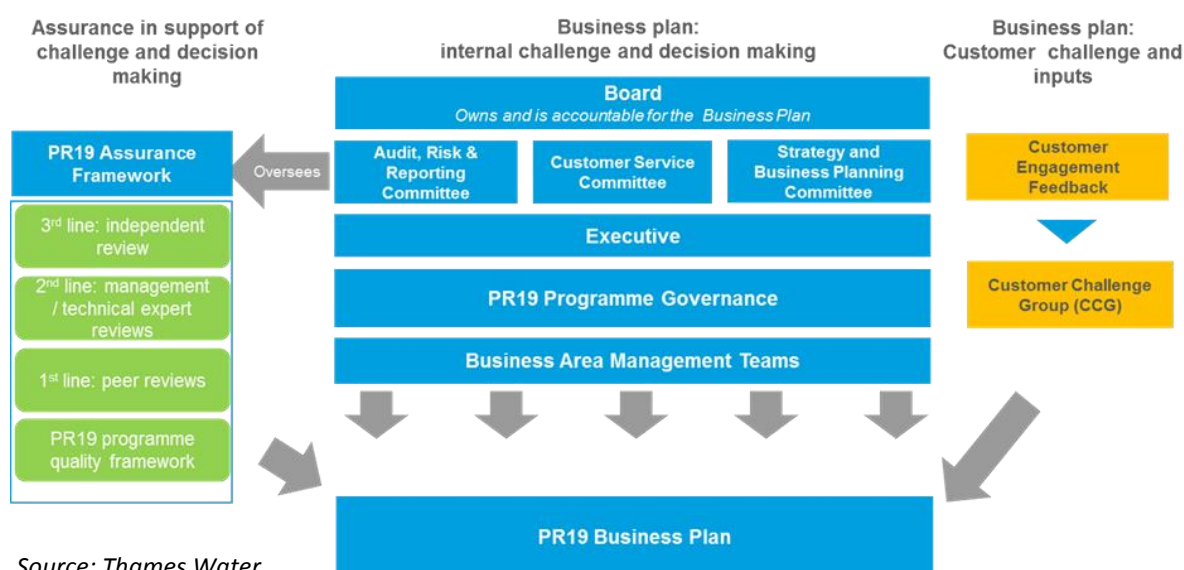 Assurance in support of
challenge and decision
making
Business plan:
internal challenge and decision making
Business plan:
Customer challenge and
inputs
Board
Owns and is accountable for the Business Plan
PR19 Assurance
Framework
Oversees
Audit, Risk &
Reporting
Committee
Customer Service
Committee
Strategy and
Business Planning
Committee
Customer
Engagement
Feedback
3rd line: independent
review
2nd line: management
/ technical expert
reviews
1st line: peer reviews
PR19 programme
quality framework
Executive
PR19 Programme Governance
Business Area Management Teams
Customer Challenge
Group (CCG)
PR19 Business Plan
Source: Thames Water